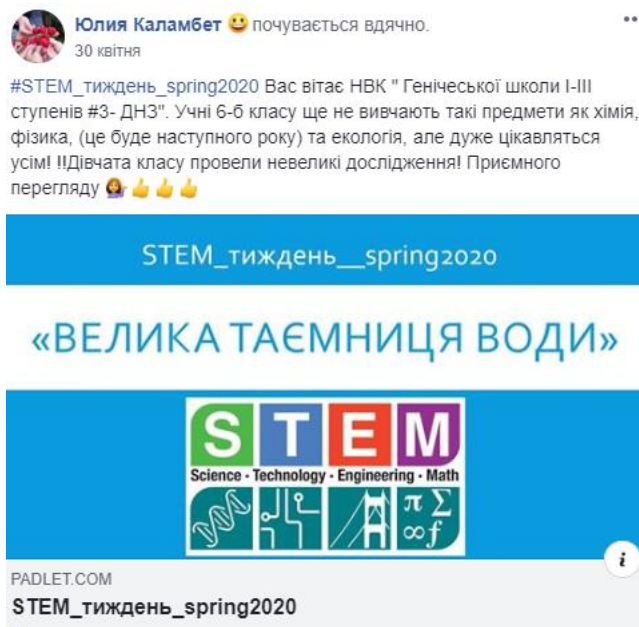 Юлия Каламбет 😃 почувається вдячно.
30 квітня
#STEM_тиждень_spring2020 Вас вітає НВК " Генічеської школи І-ІІІ
ступенів #3- ДНЗ". Учні 6-б класу ще не вивчають такі предмети як хімія,
фізика, (це буде наступного року) та екологія, але дуже цікавляться
усім! !!Дівчата класу провели невеликі дослідження! Приємного
перегляду 💁‍♀️👍👍👍
STEM_тиждень__spring2020
«ВЕЛИКА ТАЄМНИЦЯ ВОДИ»
STEM
Science · Technology · Engineering · Math
π Σ
∞ f
i
PADLET.COM
STEM_тиждень_spring2020